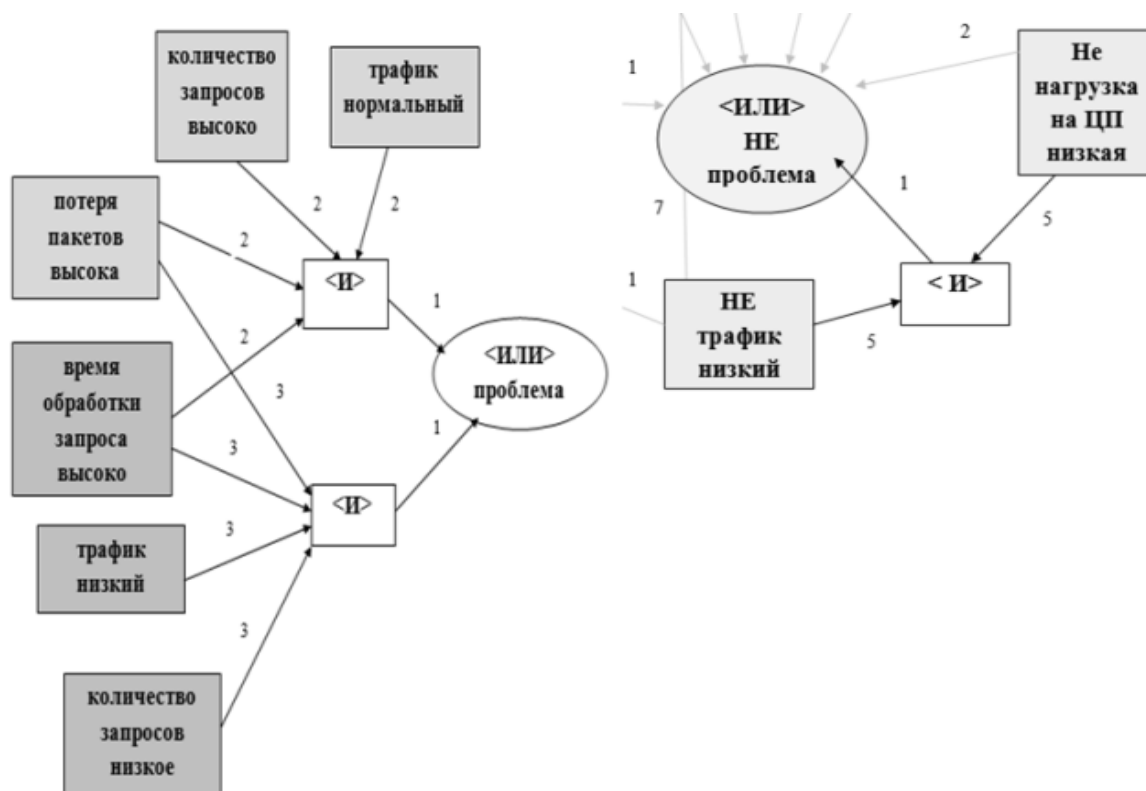 количество
запросов
высоко
трафик
нормальный
2
2
потеря
пакетов
высока
2
<И>
1
2
время
обработки
запроса
высоко
3
<ИЛИ>
проблема
3
1
<И>
трафик
низкий
3
3
количество
запросов
низкое
1
2
Не
нагрузка
на ЦП
низкая
<ИЛИ>
НЕ
проблема
1
7
5
1
< И>
НЕ
трафик
низкий
5